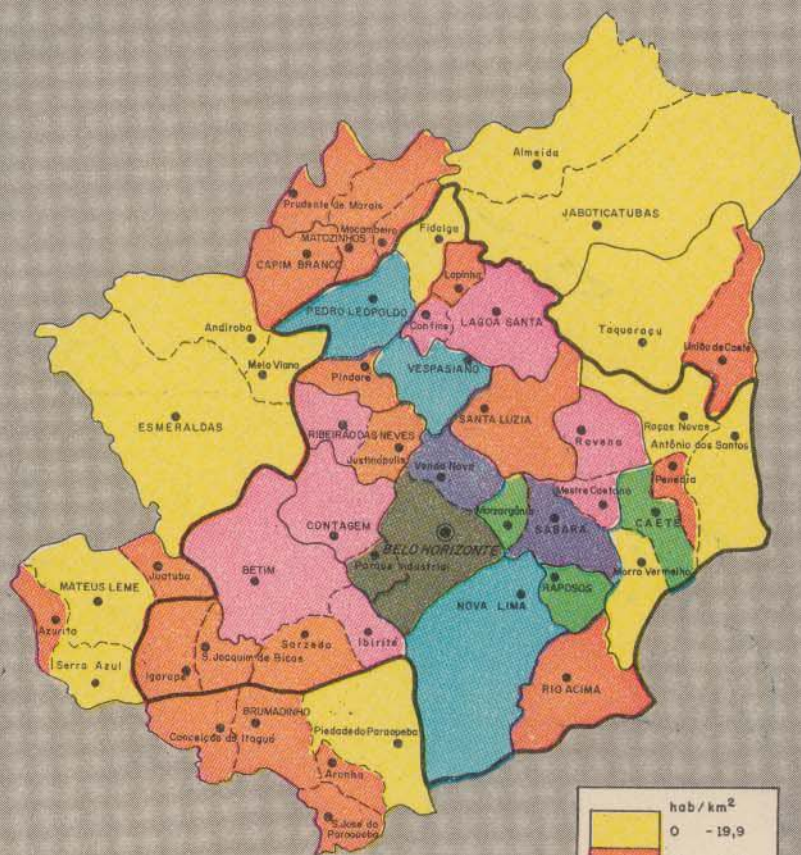 Almeida
JABOTICATUBAS
Prudente de Morais
Mocambeiro
MATOZINHOS
CAPIM BRANCO
Fidalgo
Lapinha
PEDRO LEOPOLDO
Confins
LAGOA SANTA
Taquaraçu
União de Caeté
Andiroba
Melo Viana
Pindaré
VESPASIANO
ESMERALDAS
SANTA LUZIA
Roças Novas
RIBEIRÃO DAS NEVES
Ravena
Antônio dos Santos
Justinópolis
Venda Nova
Penedia
Mestre Caetano
CONTAGEM
Marzargânia
SABARÁ
CAETÉ
BELO HORIZONTE
Parque Industrial
Juatuba
BETIM
Morro Vermelho
MATEUS LEME
RAPOSOS
NOVA LIMA
Azurita
Ibirité
Sarzedo
S. Joaquim de Bicas
Serra Azul
Igarapé
RIO ACIMA
BRUMADINHO
Conceição de Itaguá
Piedade do Paraopeba
Aranha
S. José do
Paraopeba
hab/km²
0 - 19,9